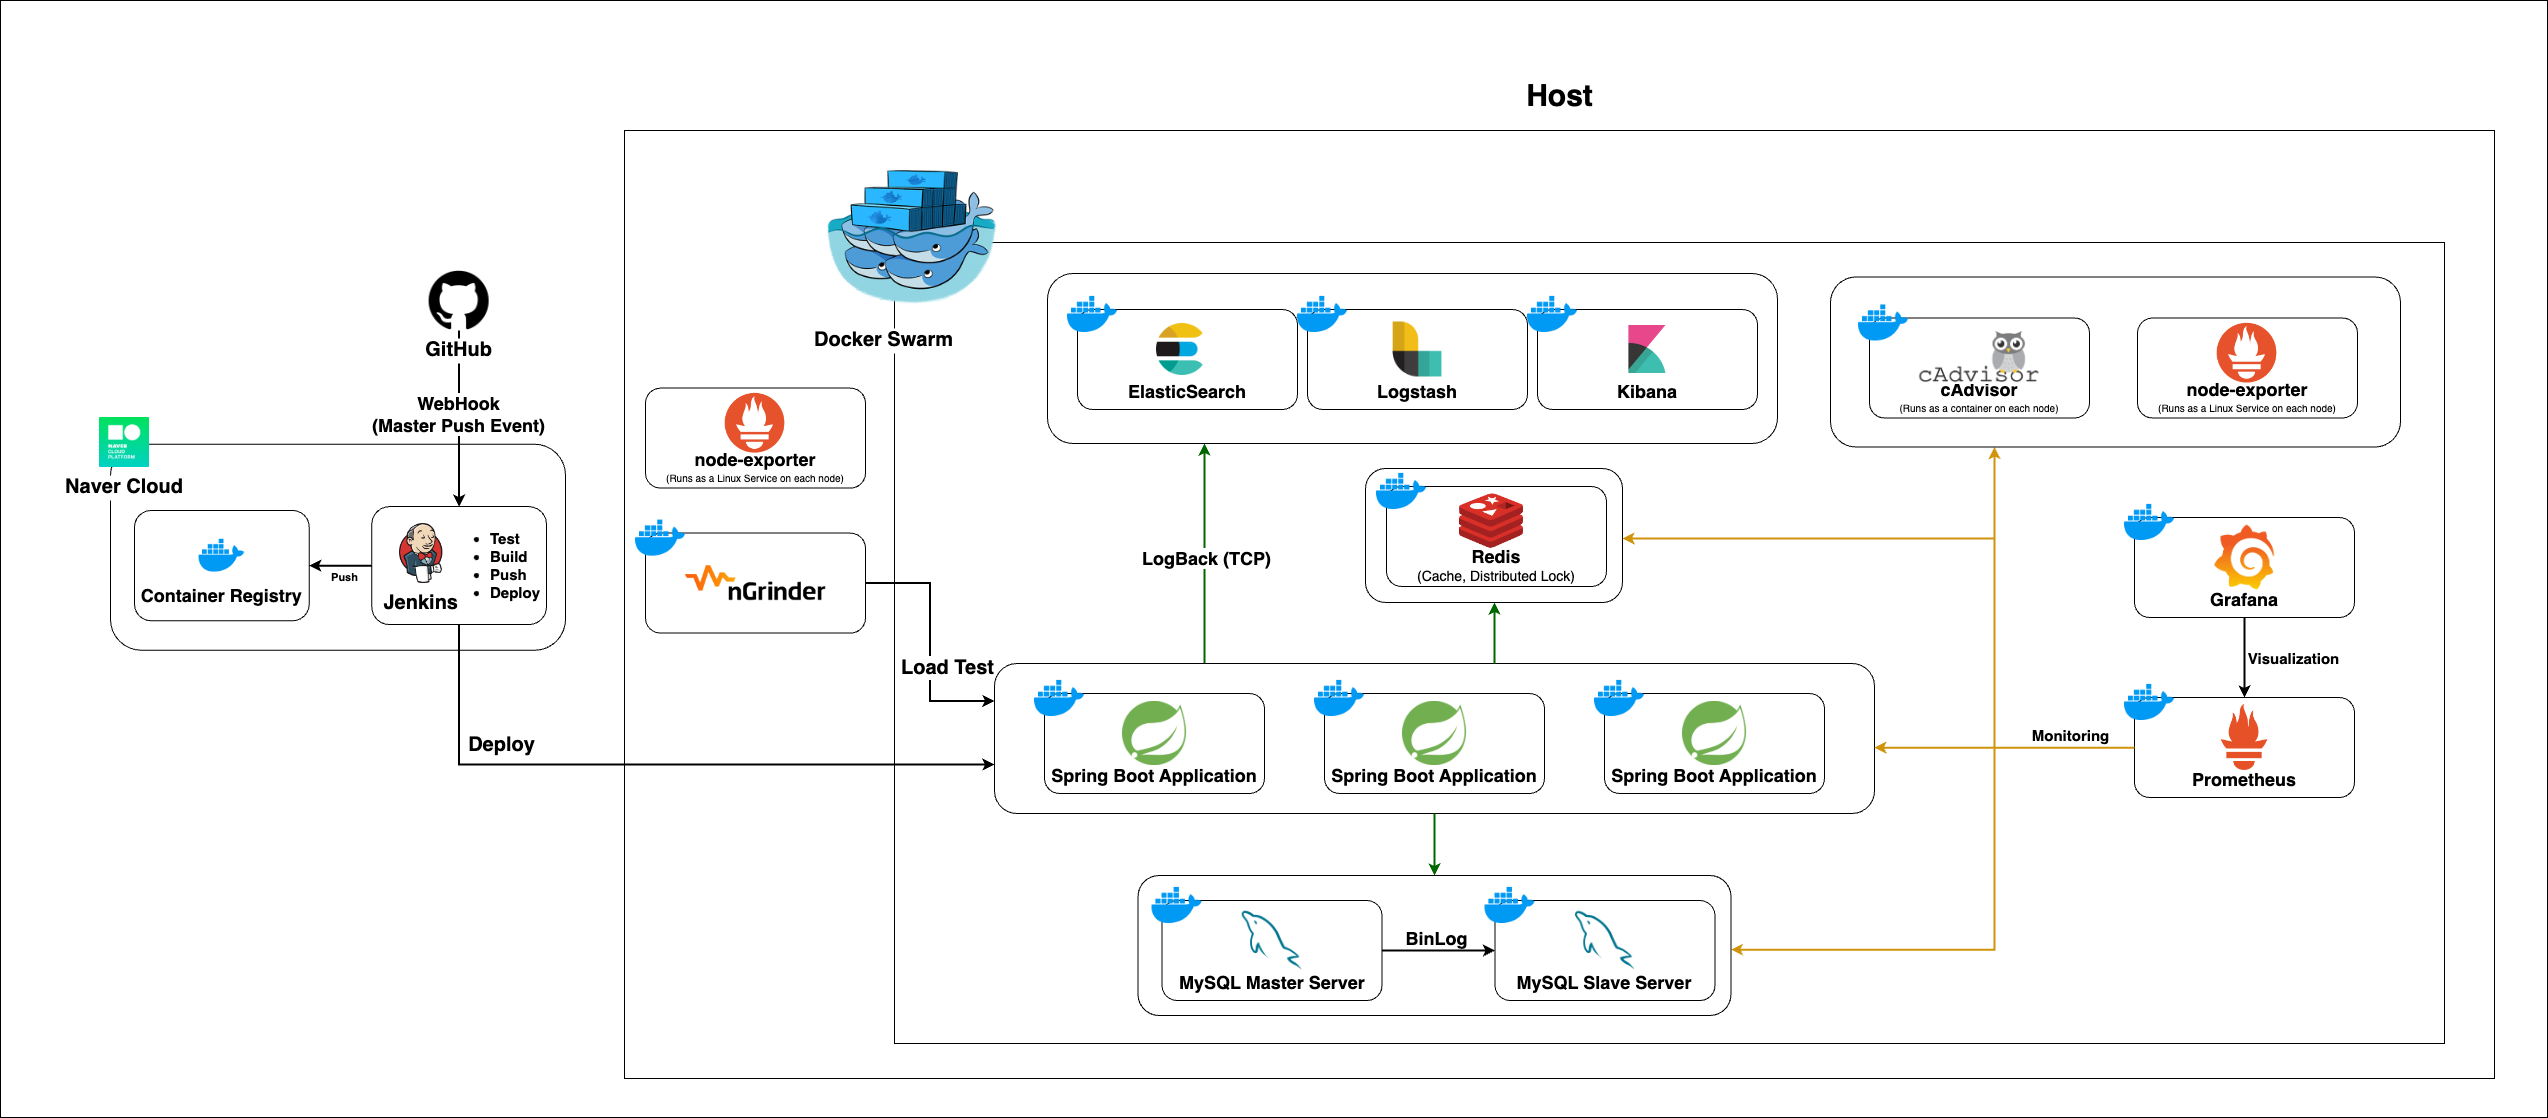 Host
Docker Swarm
GitHub
WebHook
(Master Push Event)
NAVER
CLOUD
PLATFORM
Naver Cloud
Container Registry
Push
Jenkins
Test
Build
Push
Deploy
Deploy
node-exporter
(Runs as a Linux Service on each node)
nGrinder
Load Test
ElasticSearch
Logstash
Kibana
cAdvisor
cAdvisor
(Runs as a container on each node)
node-exporter
(Runs as a Linux Service on each node)
LogBack (TCP)
Redis
(Cache, Distributed Lock)
Grafana
Visualization
Monitoring
Prometheus
Spring Boot Application
Spring Boot Application
Spring Boot Application
MySQL Master Server
BinLog
MySQL Slave Server